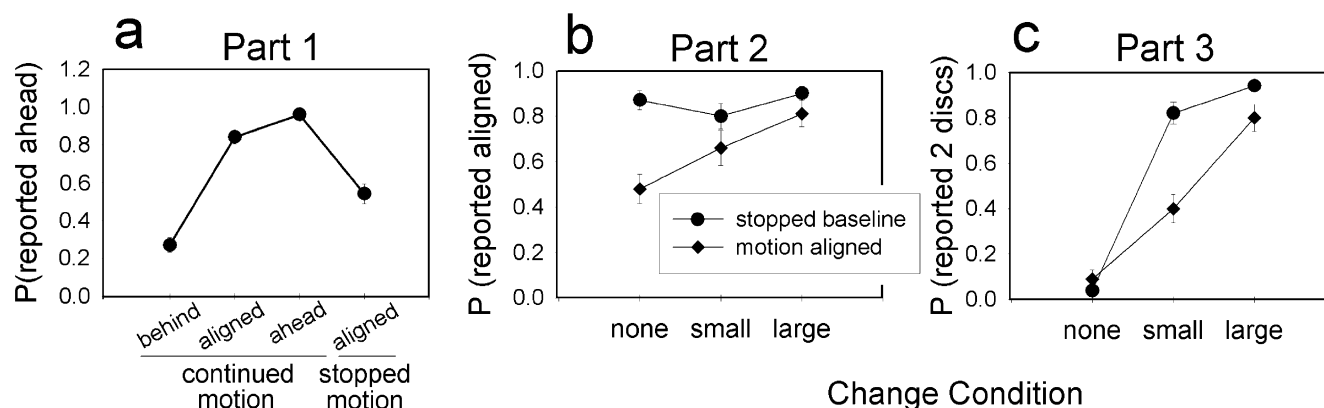 a Part 1
P(reported ahead)
1.2
1.0
0.8
0.6
0.4
0.2
0.0
behind aligned ahead aligned
continued motion
stopped motion
b Part 2
P (reported aligned)
1.0
0.8
0.6
0.4
0.2
0.0
stopped baseline
motion aligned
none small large
c Part 3
P (reported 2 discs)
1.0
0.8
0.6
0.4
0.2
0.0
none small large
Change Condition